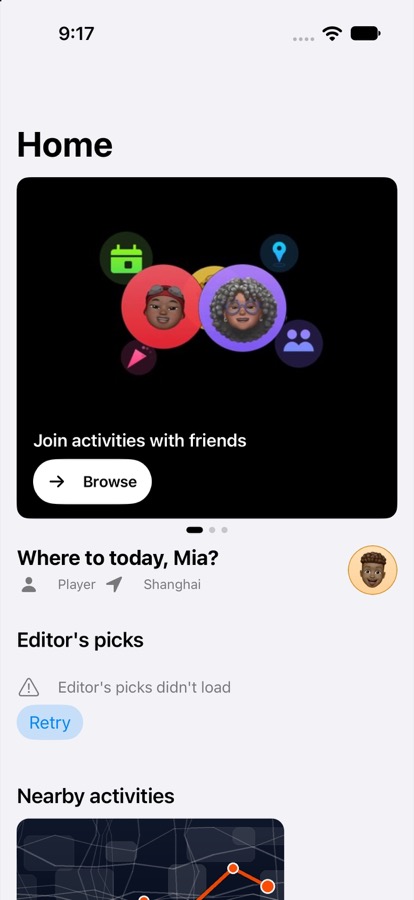 9:17
Home
Join activities with friends
Browse
Where to today, Mia?
Player Shanghai
Editor's picks
Editor's picks didn't load
Retry
Nearby activities